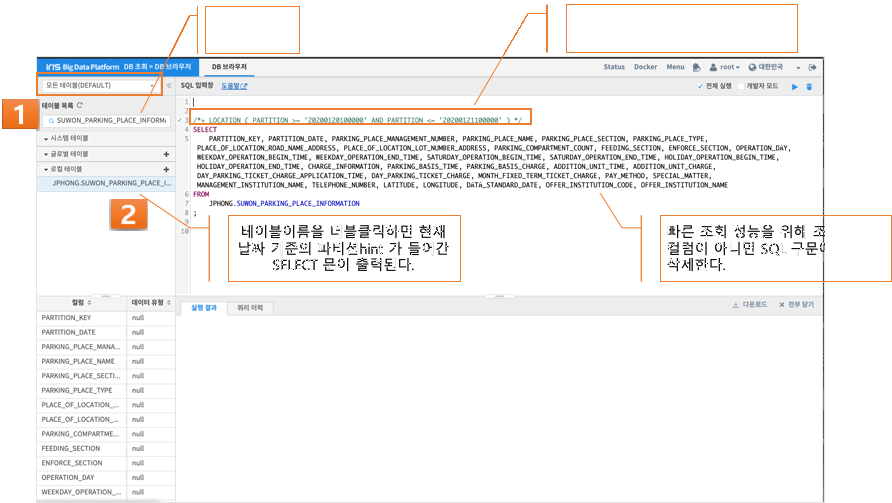 IRIS Big Data Platform DB 조회 > DB 브라우저
DB 브라우저
Status Docker Menu root 대한민국
모든 테이블(DEFAULT)
SQL 입력창 도움말
전체 실행 개발자 모드
1
테이블 목록
SUWON_PARKING_PLACE_INFORM
시스템 테이블
글로벌 테이블
로컬 테이블
JPHONG.SUWON_PARKING_PLACE_I...
2
1
2
3 /*+ LOCATION ( PARTITION >= '20200120100000' AND PARTITION <= '20200121100000' ) */
4 SELECT
5 PARTITION_KEY, PARTITION_DATE, PARKING_PLACE_MANAGEMENT_NUMBER, PARKING_PLACE_NAME, PARKING_PLACE_SECTION, PARKING_PLACE_TYPE,
PLACE_OF_LOCATION_ROAD_NAME_ADDRESS, PLACE_OF_LOCATION_LOT_NUMBER_ADDRESS, PARKING_COMPARTMENT_COUNT, FEEDING_SECTION, ENFORCE_SECTION, OPERATION_DAY,
WEEKDAY_OPERATION_BEGIN_TIME, WEEKDAY_OPERATION_END_TIME, SATURDAY_OPERATION_BEGIN_TIME, SATURDAY_OPERATION_END_TIME, HOLIDAY_OPERATION_BEGIN_TIME,
HOLIDAY_OPERATION_END_TIME, CHARGE_INFORMATION, PARKING_BASIS_TIME, PARKING_BASIS_CHARGE, ADDITION_UNIT_TIME, ADDITION_UNIT_CHARGE,
DAY_PARKING_TICKET_CHARGE_APPLICATION_TIME, DAY_PARKING_TICKET_CHARGE, MONTH_FIXED_TERM_TICKET_CHARGE, PAY_METHOD, SPECIAL_MATTER,
MANAGEMENT_INSTITUTION_NAME, TELEPHONE_NUMBER, LATITUDE, LONGITUDE, DATA_STANDARD_DATE, OFFER_INSTITUTION_CODE, OFFER_INSTITUTION_NAME
6 FROM
7 JPHONG.SUWON_PARKING_PLACE_INFORMATION
8 ;
9
10
테이블이름을 더블클릭하면 현재
날짜 기준의 파티션hint 가 들어간
SELECT 문이 출력된다.
빠른 조회 성능을 위해 조
컬럼이 아니면 SQL 구문에
삭제한다.
컬럼 데이터 유형
실행 결과 쿼리 이력
다운로드 전부 닫기
PARTITION_KEY null
PARTITION_DATE null
PARKING_PLACE_MANA... null
PARKING_PLACE_NAME null
PARKING_PLACE_SECTI... null
PARKING_PLACE_TYPE null
PLACE_OF_LOCATION_... null
PLACE_OF_LOCATION_... null
PARKING_COMPARTME... null
FEEDING_SECTION null
ENFORCE_SECTION null
OPERATION_DAY null
WEEKDAY_OPERATION_... null